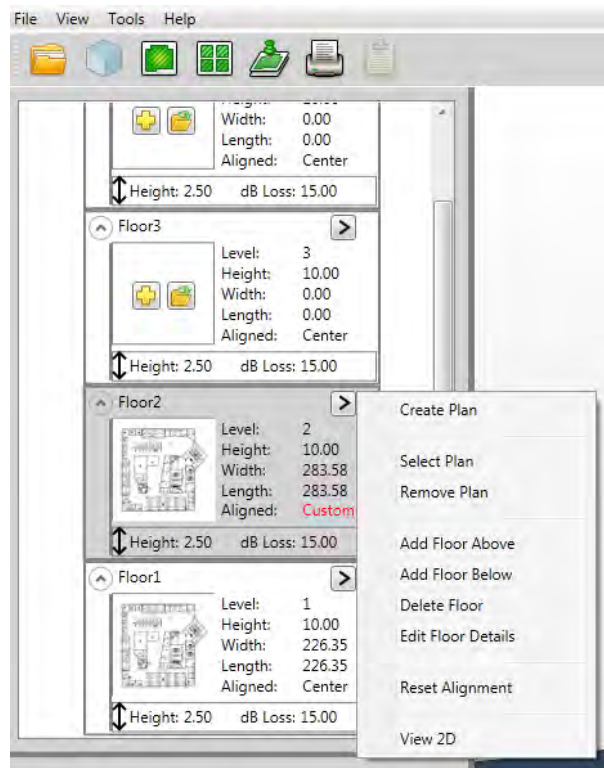 File View Tools Help
Width: 0.00
Length: 0.00
Aligned: Center
Height: 2.50 dB Loss: 15.00
Floor3
Level: 3
Height: 10.00
Width: 0.00
Length: 0.00
Aligned: Center
Height: 2.50 dB Loss: 15.00
Floor2
Level: 2
Height: 10.00
Width: 283.58
Length: 283.58
Aligned: Custom
Height: 2.50 dB Loss: 15.00
Floor1
Level: 1
Height: 10.00
Width: 226.35
Length: 226.35
Aligned: Center
Height: 2.50 dB Loss: 15.00
Create Plan
Select Plan
Remove Plan
Add Floor Above
Add Floor Below
Delete Floor
Edit Floor Details
Reset Alignment
View 2D